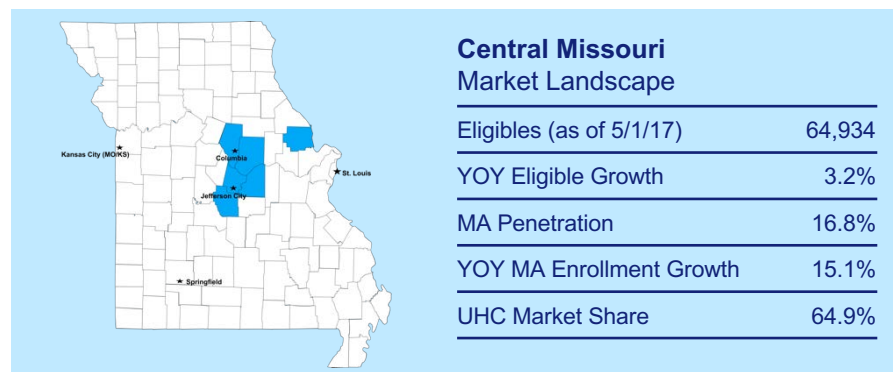 Central Missouri
Market Landscape
Eligibles (as of 5/1/17) 64,934
YOY Eligible Growth 3.2%
MA Penetration 16.8%
YOY MA Enrollment Growth 15.1%
UHC Market Share 64.9%
Kansas City (MO/KS)
Columbia
St. Louis
Jefferson City
Springfield